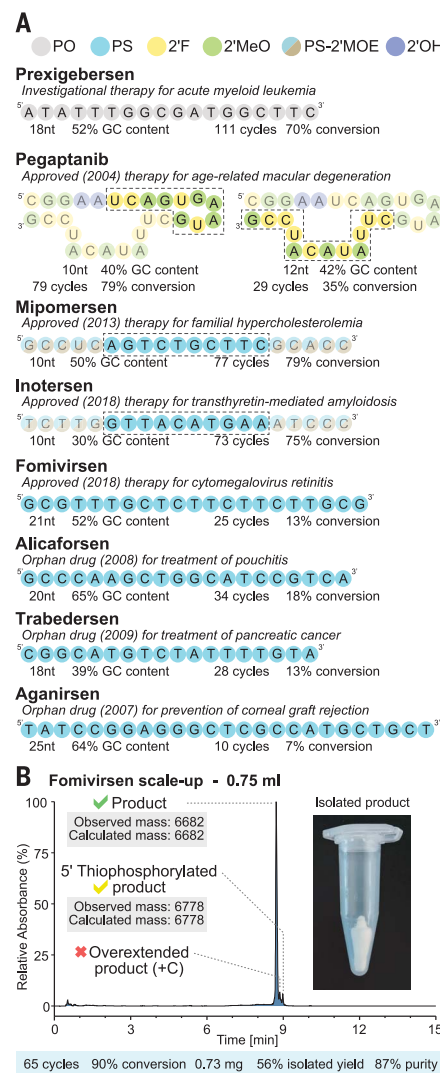 A
PO PS 2'F 2'MeO PS-2'MOE 2'OH
Prexigebersen
Investigational therapy for acute myeloid leukemia
5' A T A T T T G G C G A T G G C T T C 3'
18nt 52% GC content 111 cycles 70% conversion
Pegaptanib
Approved (2004) therapy for age-related macular degeneration
5' C G G A A U C A G U G A 5' C G G A A U C A G U G A
3' G C C U C G U A 3' G C C U C G U A
U U U U
A C A U A A C A U A
10nt 40% GC content 12nt 42% GC content
79 cycles 79% conversion 29 cycles 35% conversion
Mipomersen
Approved (2013) therapy for familial hypercholesterolemia
5' G C C U C A G T C T G C T T C G C A C C 3'
10nt 50% GC content 77 cycles 79% conversion
Inotersen
Approved (2018) therapy for transthyretin-mediated amyloidosis
5' T C T T G G T T A C A T G A A A T C C C 3'
10nt 30% GC content 73 cycles 75% conversion
Fomivirsen
Approved (2018) therapy for cytomegalovirus retinitis
5' G C G T T T G C T C T T C T T C T T G C G 3'
21nt 52% GC content 25 cycles 13% conversion
Alicaforsen
Orphan drug (2008) for treatment of pouchitis
5' G C C C A A G C T G G C A T C C G T C A 3'
20nt 65% GC content 34 cycles 18% conversion
Trabedersen
Orphan drug (2009) for treatment of pancreatic cancer
5' C G G C A T G T C T A T T T T G T A 3'
18nt 39% GC content 28 cycles 13% conversion
Aganirsen
Orphan drug (2007) for prevention of corneal graft rejection
5' T A T C C G G A G G G C T C G C C A T G C T G C T 3'
25nt 64% GC content 10 cycles 7% conversion
B Fomivirsen scale-up - 0.75 ml
Relative Absorbance (%)
100
75
50
25
0
Product
Observed mass: 6682
Calculated mass: 6682
5' Thiophosphorylated
product
Observed mass: 6778
Calculated mass: 6778
Overextended
product (+C)
Isolated product
0 3 6 9 12 15
Time [min]
65 cycles 90% conversion 0.73 mg 56% isolated yield 87% purity